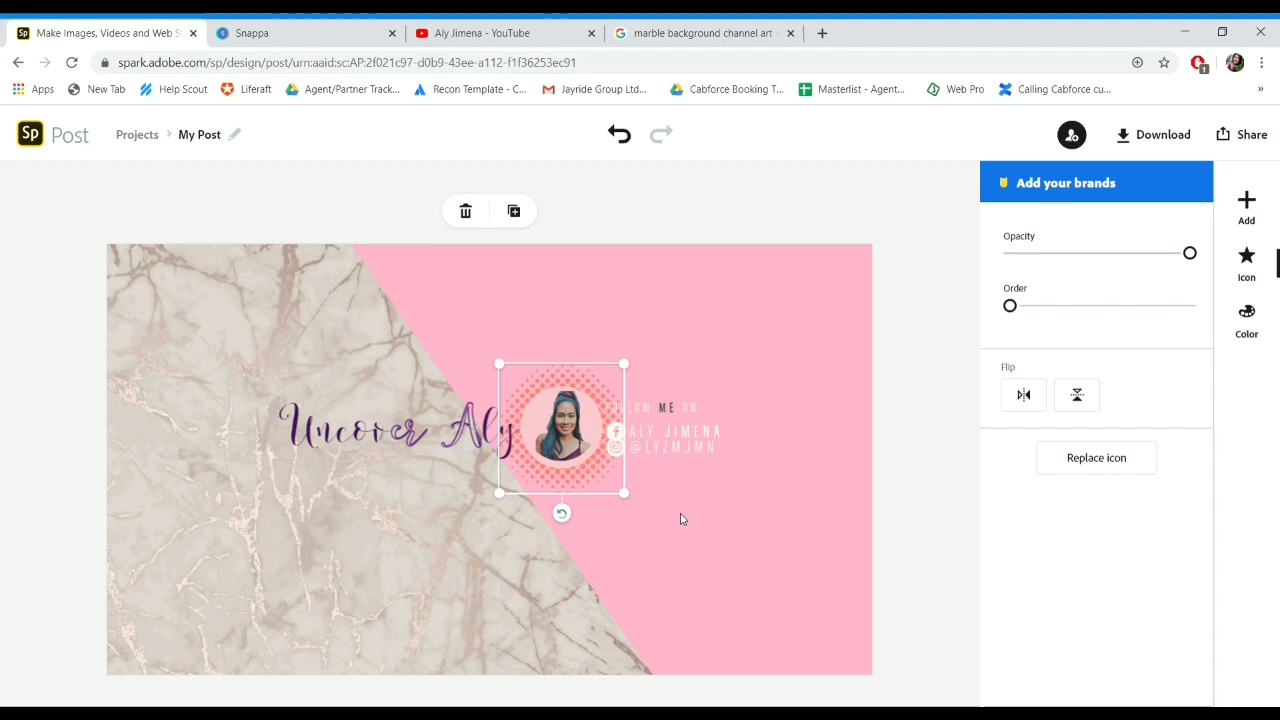 Sp Make Images, Videos and Web S
S Snappa
Aly Jimena - YouTube
G marble background channel art -
spark.adobe.com/sp/design/post/urn:aaid:sc:AP:2f021c97-d0b9-43ee-a112-f1f36253ec91
1
Apps
New Tab
Help Scout
Liferaft
Agent/Partner Track...
Recon Template - C...
Jayride Group Ltd...
Cabforce Booking T...
Masterlist - Agent...
Web Pro
Calling Cabforce cu...
»
Sp Post
Projects > My Post
Download
Share
Add your brands
Opacity
Order
Flip
Replace icon
Add
Icon
Color
Uncover Aly
ME ON
ALY JIMENA
@LYZMJMN